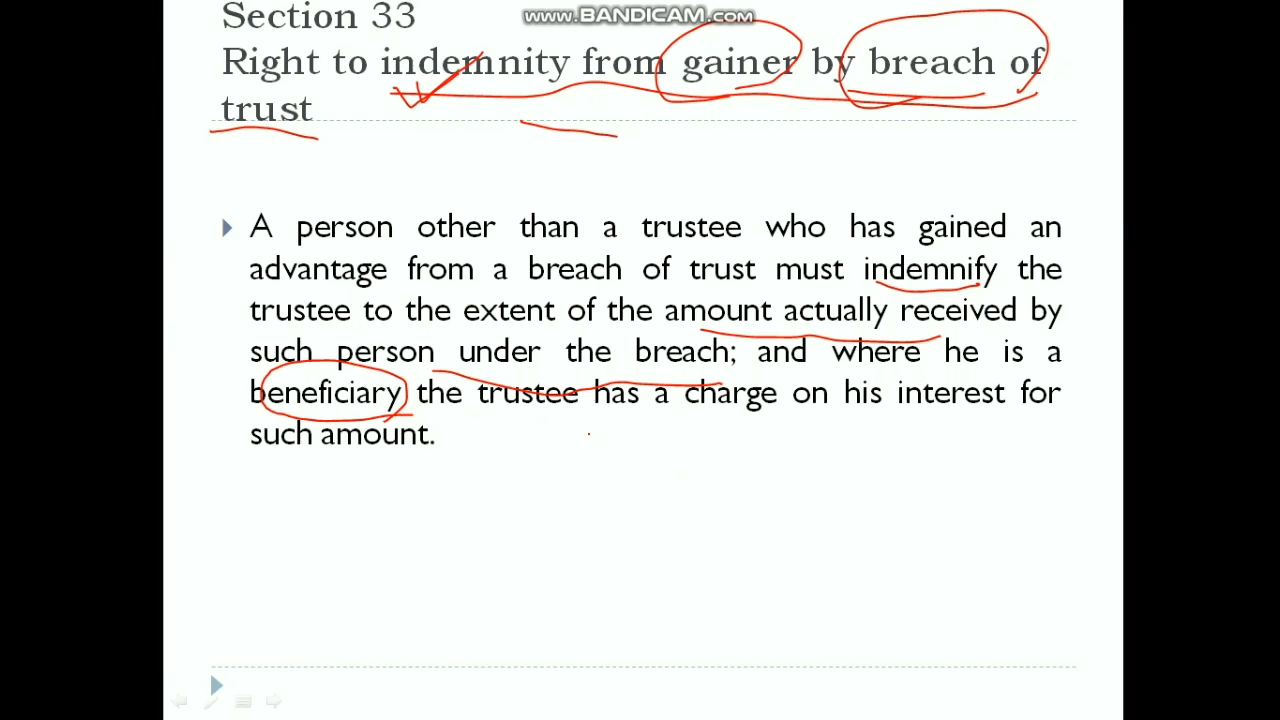 www.BANDICAM.com
Section 33
Right to indemnity from gainer by breach of
trust
A person other than a trustee who has gained an
advantage from a breach of trust must indemnify the
trustee to the extent of the amount actually received by
such person under the breach; and where he is a
beneficiary the trustee has a charge on his interest for
such amount.